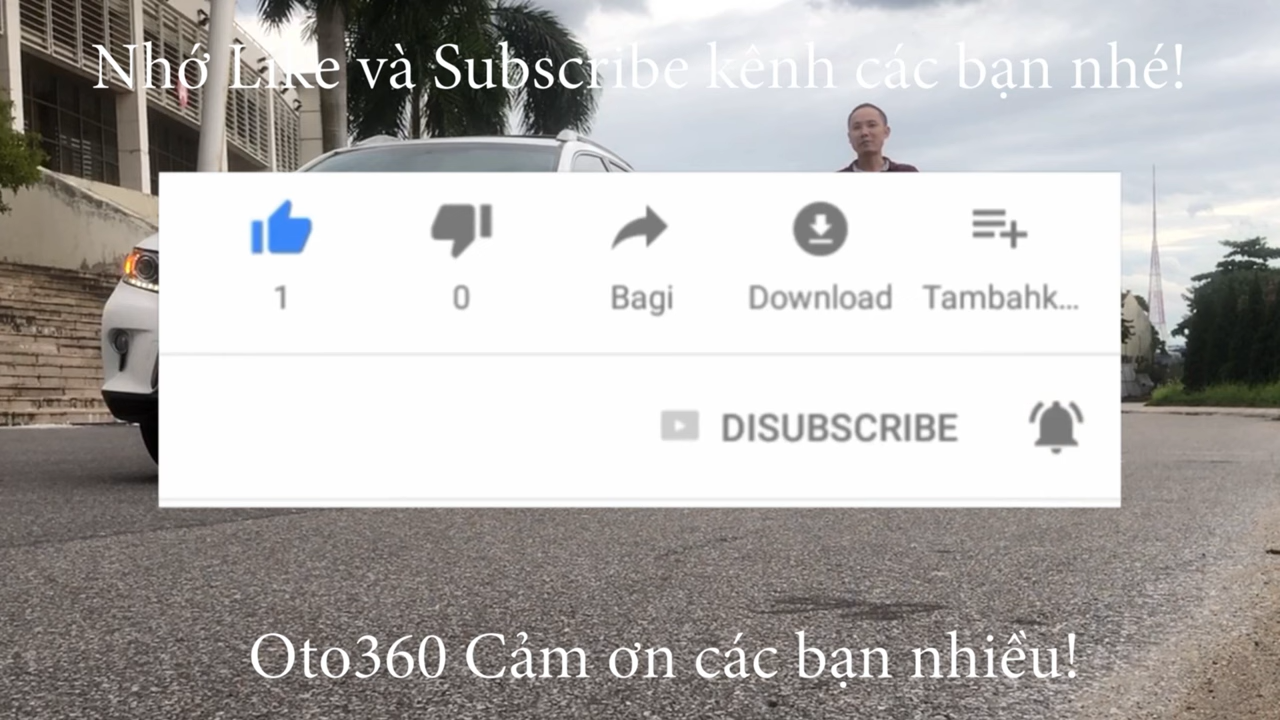 Nhớ Like và Subscribe kênh các bạn nhé!
1 0 Bagi Download Tambahk...
DISUBSCRIBE
Oto360 Cảm ơn các bạn nhiều!